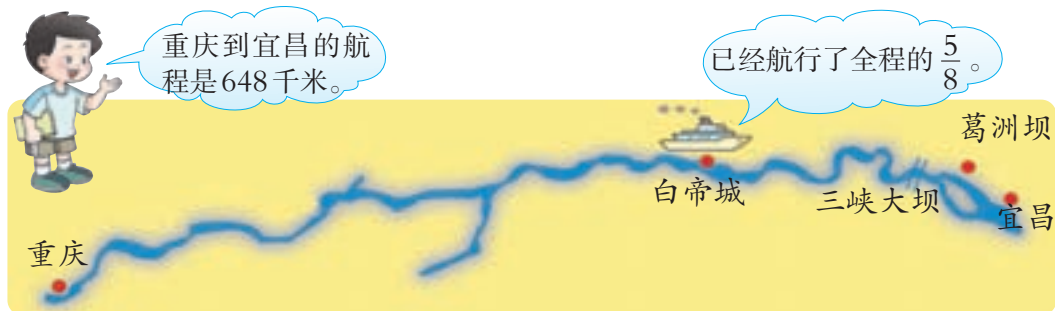 重庆到宜昌的航
程是648千米。
已经航行了全程的5/8。
葛洲坝
白帝城
三峡大坝
宜昌
重庆